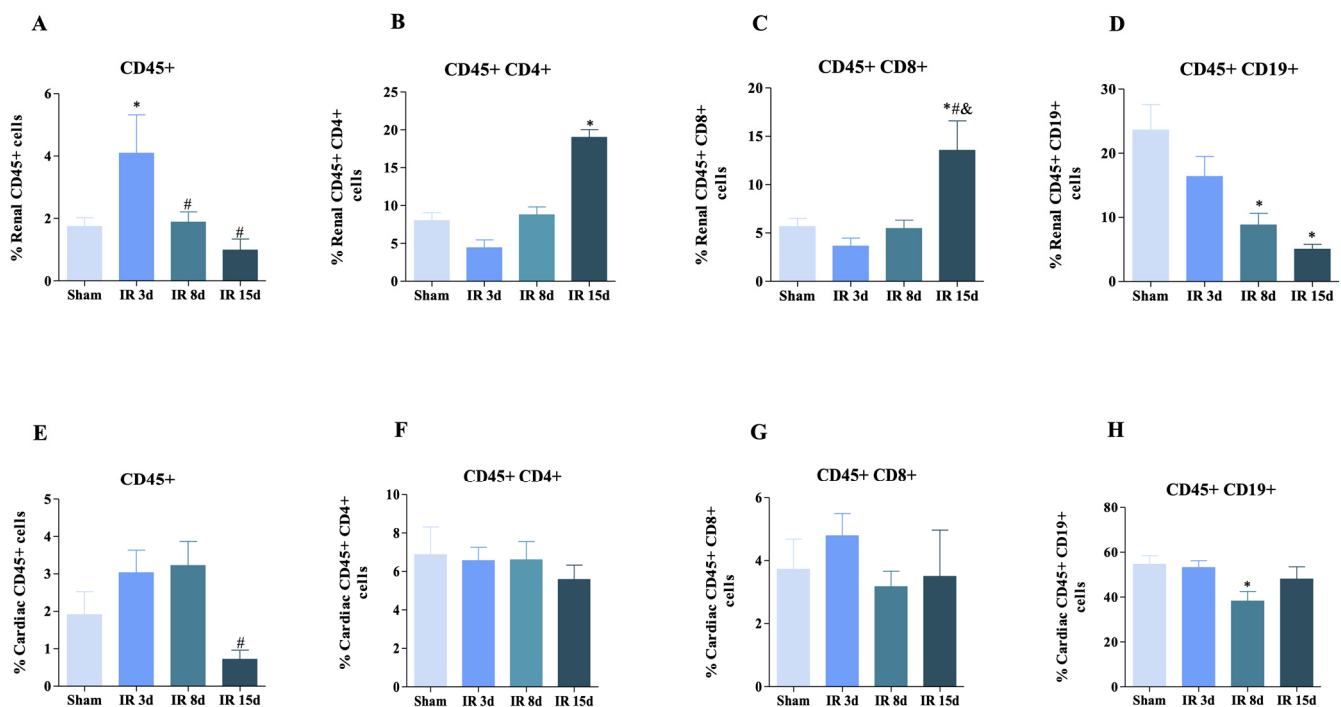 A
CD45+
% Renal CD45+ cells
6
4
2
0
*
#
#
Sham IR 3d IR 8d IR 15d
B
CD45+ CD4+
% Renal CD45+ CD4+
cells
25
20
15
10
5
0
*
Sham IR 3d IR 8d IR 15d
C
CD45+ CD8+
% Renal CD45+ CD8+
cells
20
15
10
5
0
*#&
Sham IR 3d IR 8d IR 15d
D
CD45+ CD19+
% Renal CD45+ CD19+
cells
30
20
10
0
*
*
Sham IR 3d IR 8d IR 15d
E
CD45+
% Cardiac CD45+ cells
5
4
3
2
1
0
#
Sham IR 3d IR 8d IR 15d
F
CD45+ CD4+
% Cardiac CD45+ CD4+
cells
10
8
6
4
2
0
Sham IR 3d IR 8d IR 15d
G
CD45+ CD8+
% Cardiac CD45+ CD8+
cells
6
4
2
0
Sham IR 3d IR 8d IR 15d
H
CD45+ CD19+
% Cardiac CD45+ CD19+
cells
80
60
40
20
0
*
Sham IR 3d IR 8d IR 15d